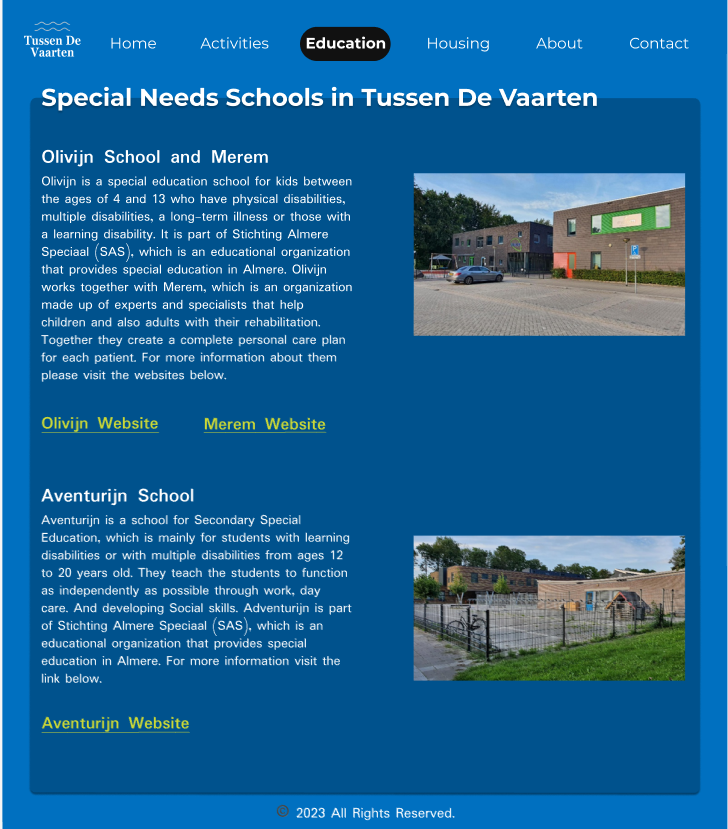 Tussen De
Vaarten
Home Activities Education Housing About Contact
Special Needs Schools in Tussen De Vaarten
Olivijn School and Merem
Olivijn is a special education school for kids between
the ages of 4 and 13 who have physical disabilities,
multiple disabilities, a long-term illness or those with
a learning disability. It is part of Stichting Almere
Speciaal (SAS), which is an educational organization
that provides special education in Almere. Olivijn
works together with Merem, which is an organization
made up of experts and specialists that help
children and also adults with their rehabilitation.
Together they create a complete personal care plan
for each patient. For more information about them
please visit the websites below.
Olivijn Website Merem Website
Aventurijn School
Aventurijn is a school for Secondary Special
Education, which is mainly for students with learning
disabilities or with multiple disabilities from ages 12
to 20 years old. They teach the students to function
as independently as possible through work, day
care. And developing Social skills. Adventurijn is part
of Stichting Almere Speciaal (SAS), which is an
educational organization that provides special
education in Almere. For more information visit the
link below.
Aventurijn Website
© 2023 All Rights Reserved.